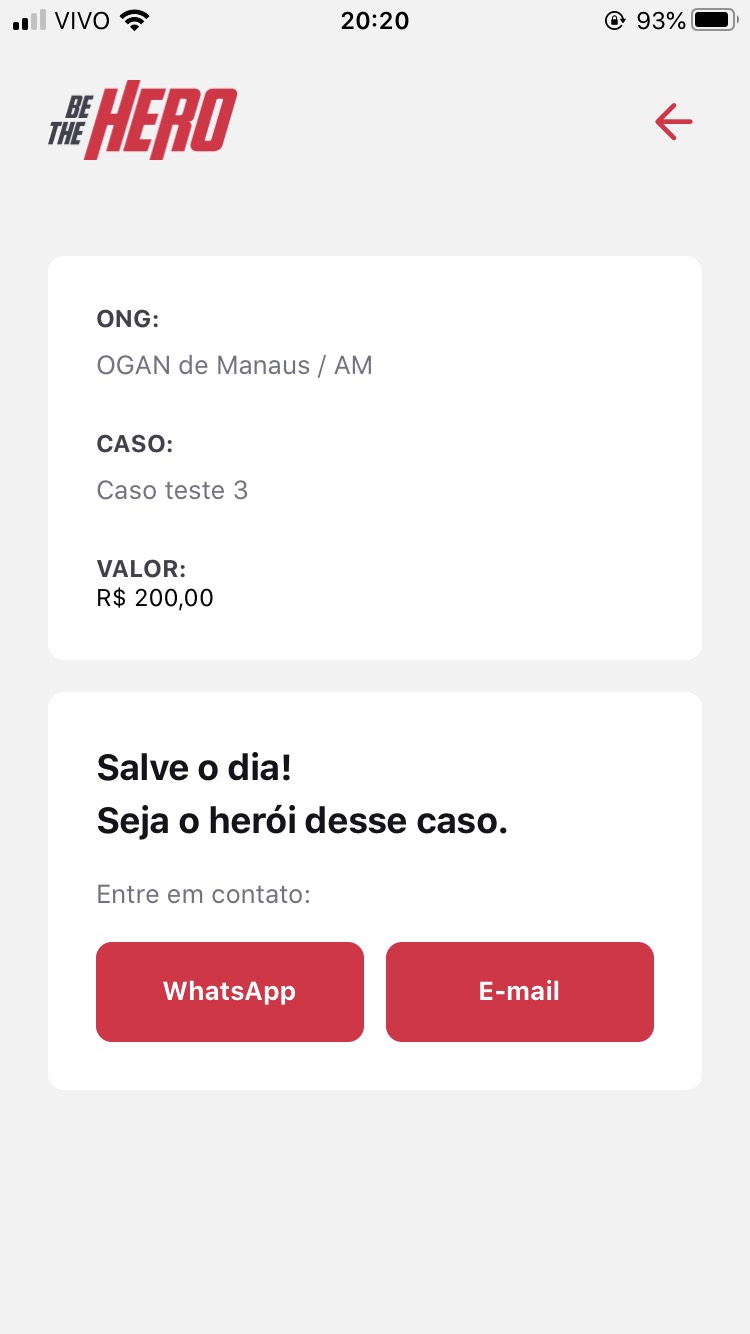 VIVO 20:20 93%
BE THE HERO
ONG:
OGAN de Manaus / AM
CASO:
Caso teste 3
VALOR:
R$ 200,00
Salve o dia!
Seja o herói desse caso.
Entre em contato:
WhatsApp E-mail